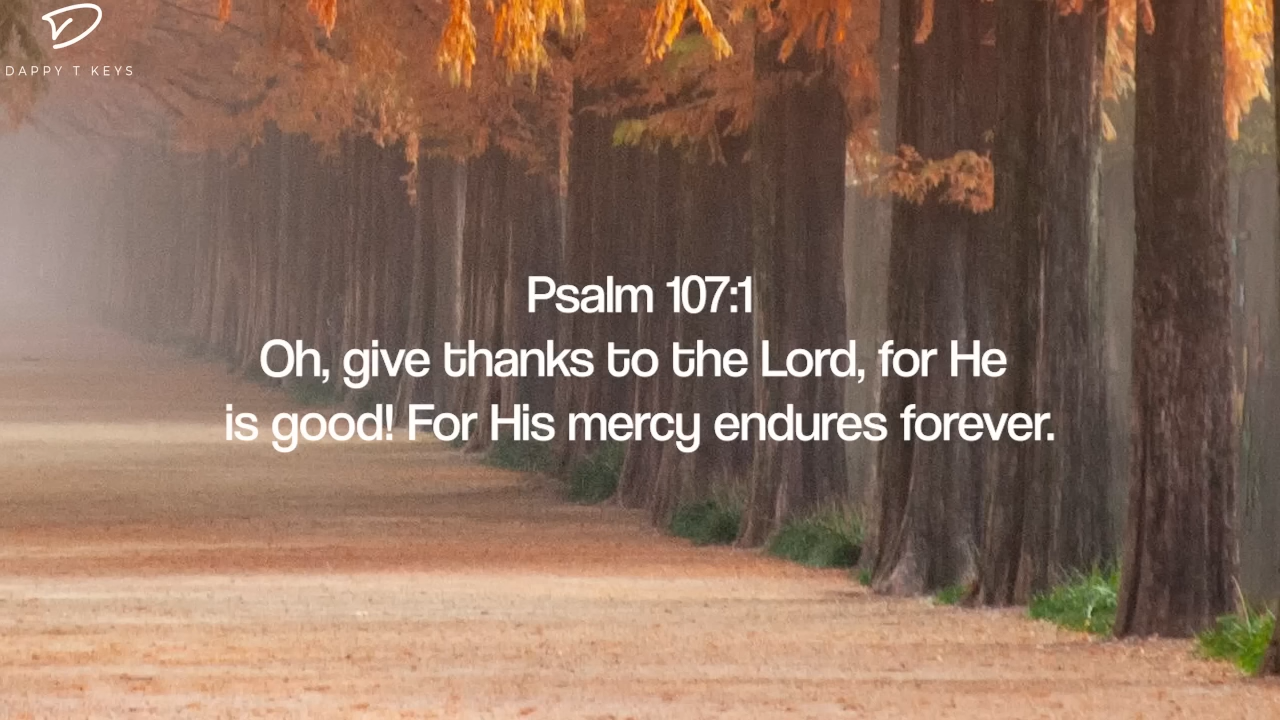 DAPPY T KEYS
Psalm 107:1
Oh, give thanks to the Lord, for He
is good! For His mercy endures forever.